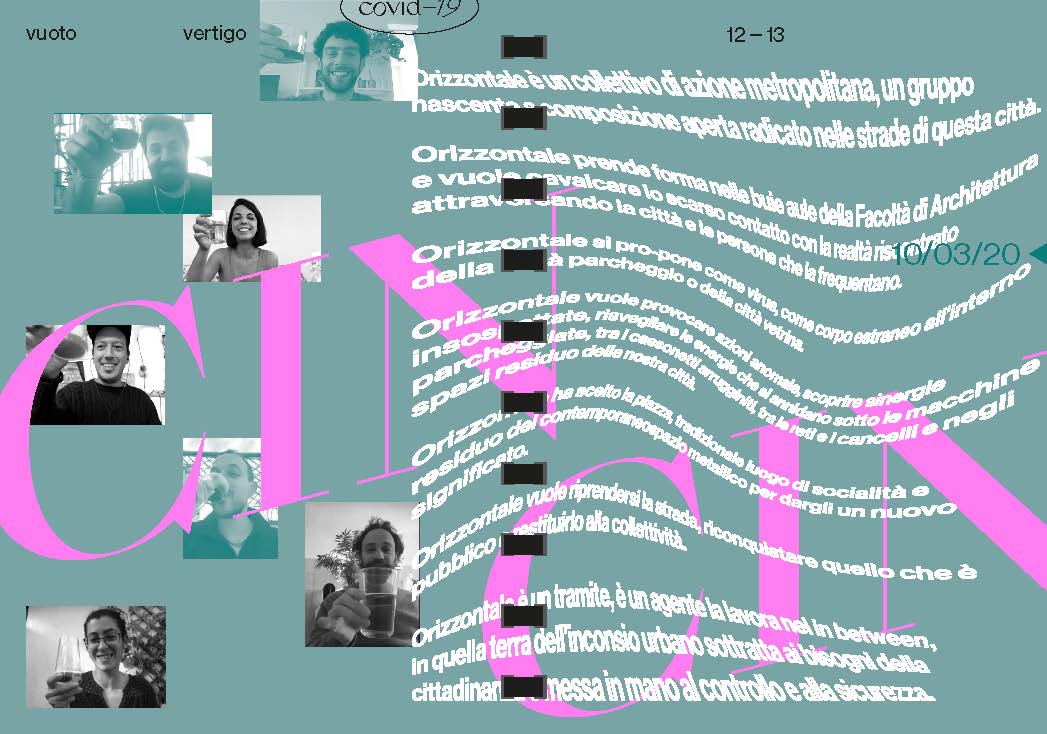 covid–19
vuoto
vertigo
12 – 13
Orizzontale è un collettivo di azione metropolitana, un gruppo
nascente a composizione aperta radicato nelle strade di questa città.
Orizzontale prende forma nelle buie aule della Facoltà di Architettura
e vuole cavalcare lo scarso contatto con la realtà riscontrato
attraversando la città e le persone che la frequentano.
10/03/20
Orizzontale si pro-pone come virus, come corpo estraneo all'interno
della à parcheggio o della città vetrina.
Orizzontale vuole provocare azioni anomale, scoprire sinergie
insospettate, risvegliare le energie che si annidano sotto le macchine
parcheggiate, tra i cassonetti arrugginiti, tra le reti e i cancelli e negli
spazi residuo delle nostra città.
Orizzon ha scelto la piazza, tradizionale luogo di socialità e
residuo del contemporaneo spazio metallico per dargli un nuovo
significato.
Orizzontale vuole riprendersi la strada, riconquistare quello che è
pubblico restituirlo alla collettività.
Orizzontale è un tramite, è un agente la lavora nel in between,
in quella terra dell'inconsio urbano sottratta ai bisogni della
cittadinan messa in mano al controllo e alla sicurezza.
CIN
CIN